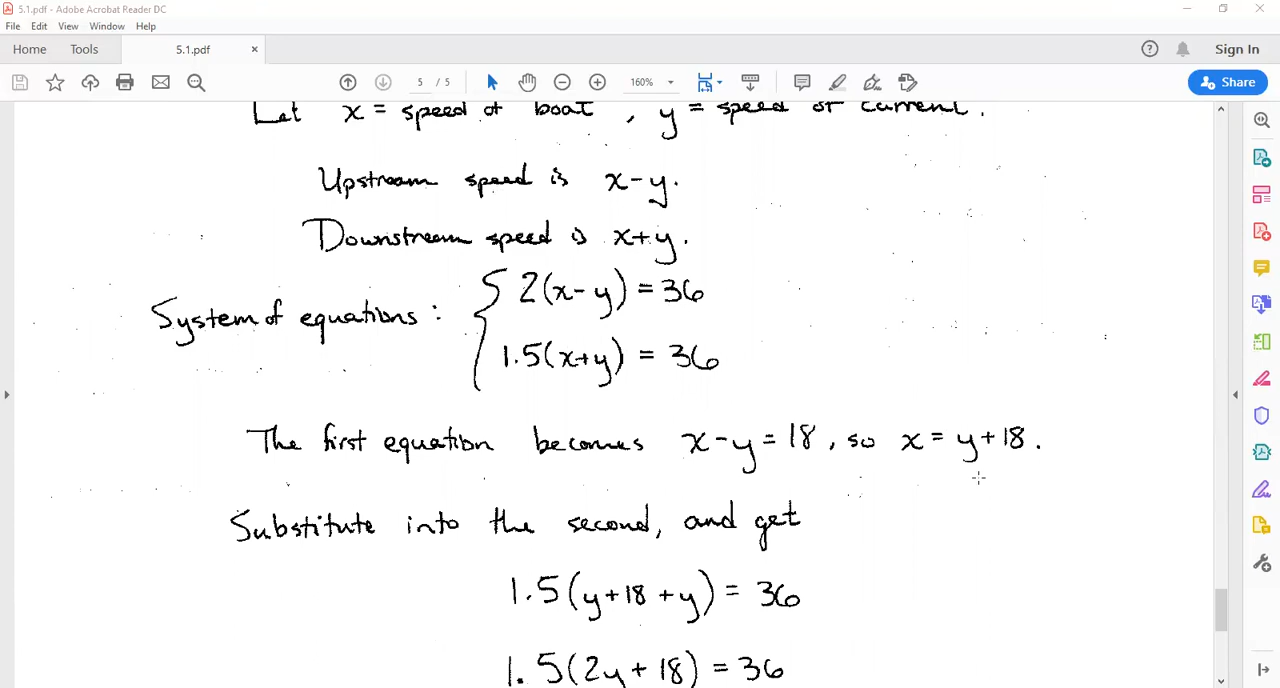 5.1.pdf - Adobe Acrobat Reader DC
File Edit View Window Help
Home Tools 5.1.pdf × Sign In
5 / 5 160% Share
Let x = speed of boat , y = speed of current .
Upstream speed is x-y.
Downstream speed is x+y.
2(x-y) = 36
System of equations :
1.5(x+y) = 36
The first equation becomes x-y = 18 , so x = y+18 .
Substitute into the second, and get
1.5(y+18+y) = 36
1.5(2y+18) = 36